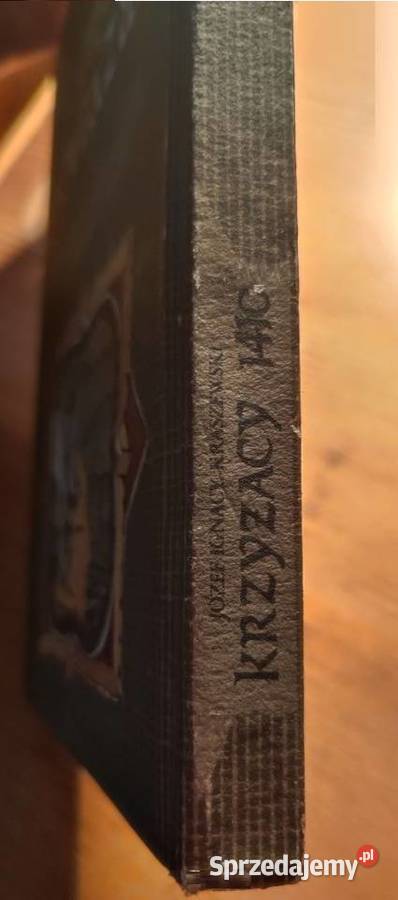 JÓZEF IGNACY KRASZEWSKI
KRZYŻACY 1410
Sprzedajemy.pl